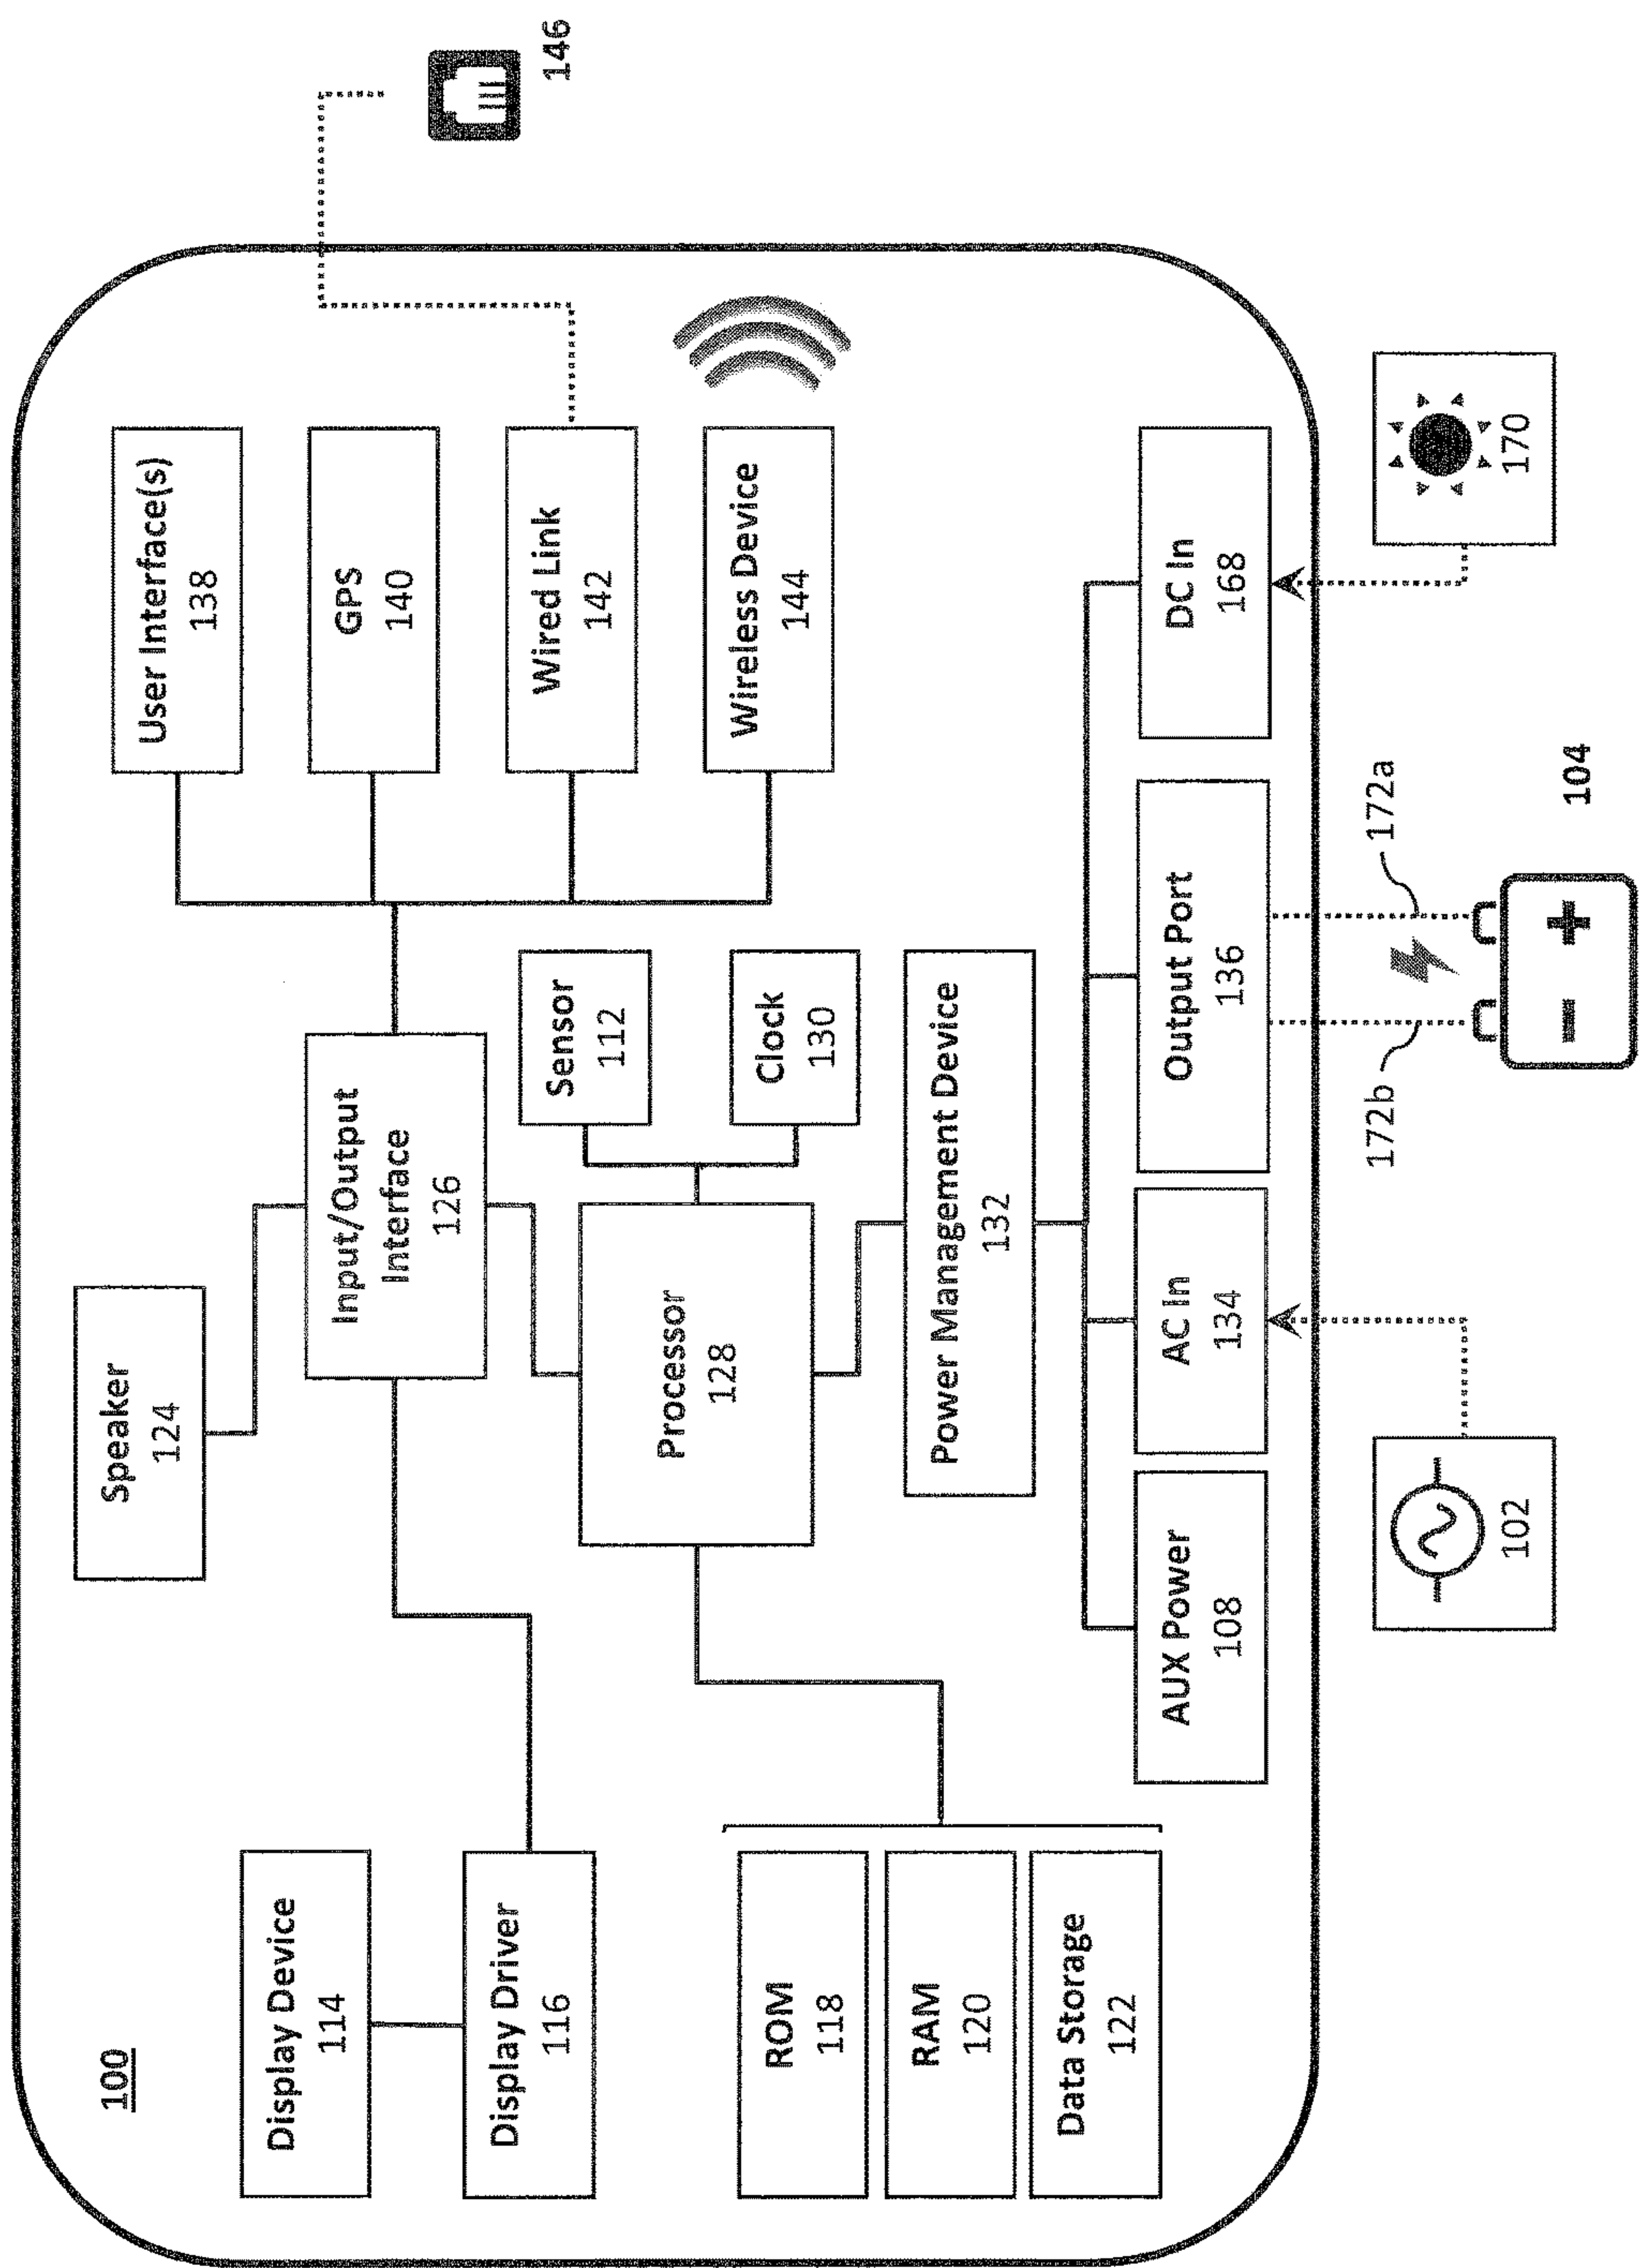 100
Speaker
124
Display Device
114
Display Driver
116
Input/Output
Interface
126
User Interface(s)
138
GPS
140
Wired Link
142
Wireless Device
144
146
Sensor
112
Clock
130
Processor
128
ROM
118
RAM
120
Data Storage
122
Power Management Device
132
AUX Power
108
AC In
134
Output Port
136
DC In
168
102
172b
172a
− +
104
170